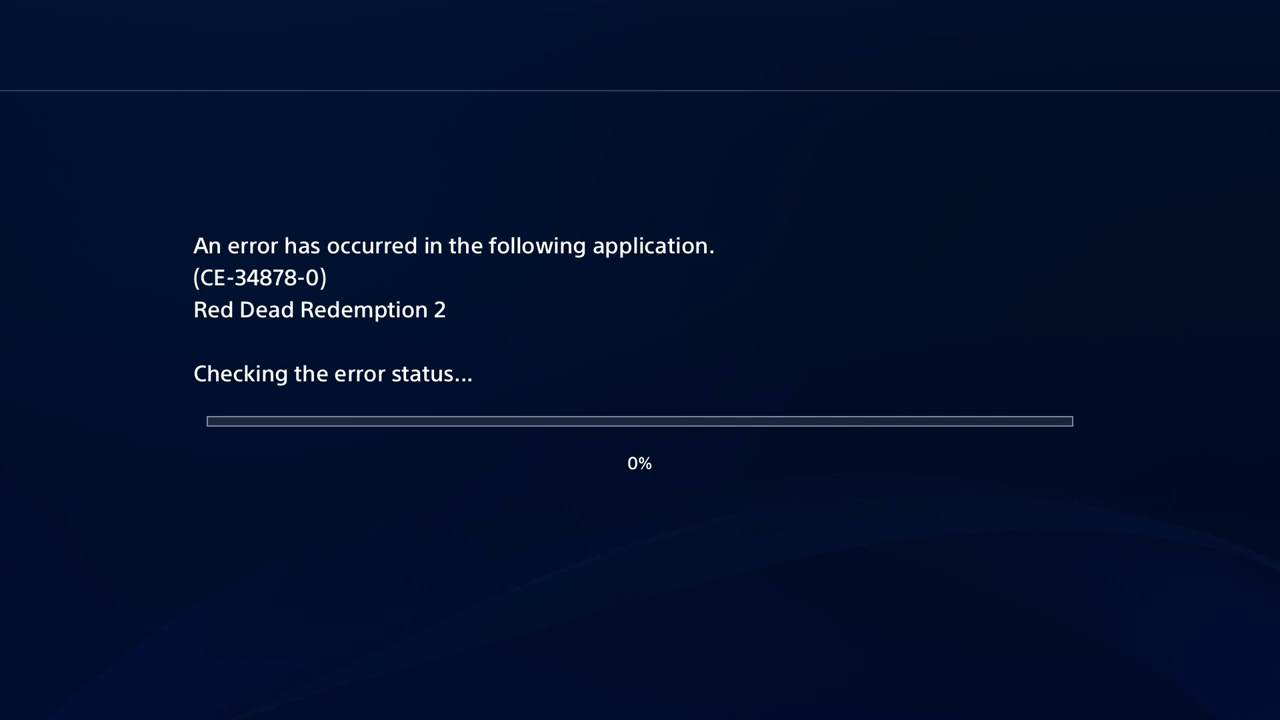 An error has occurred in the following application.
(CE-34878-0)
Red Dead Redemption 2
Checking the error status...
0%